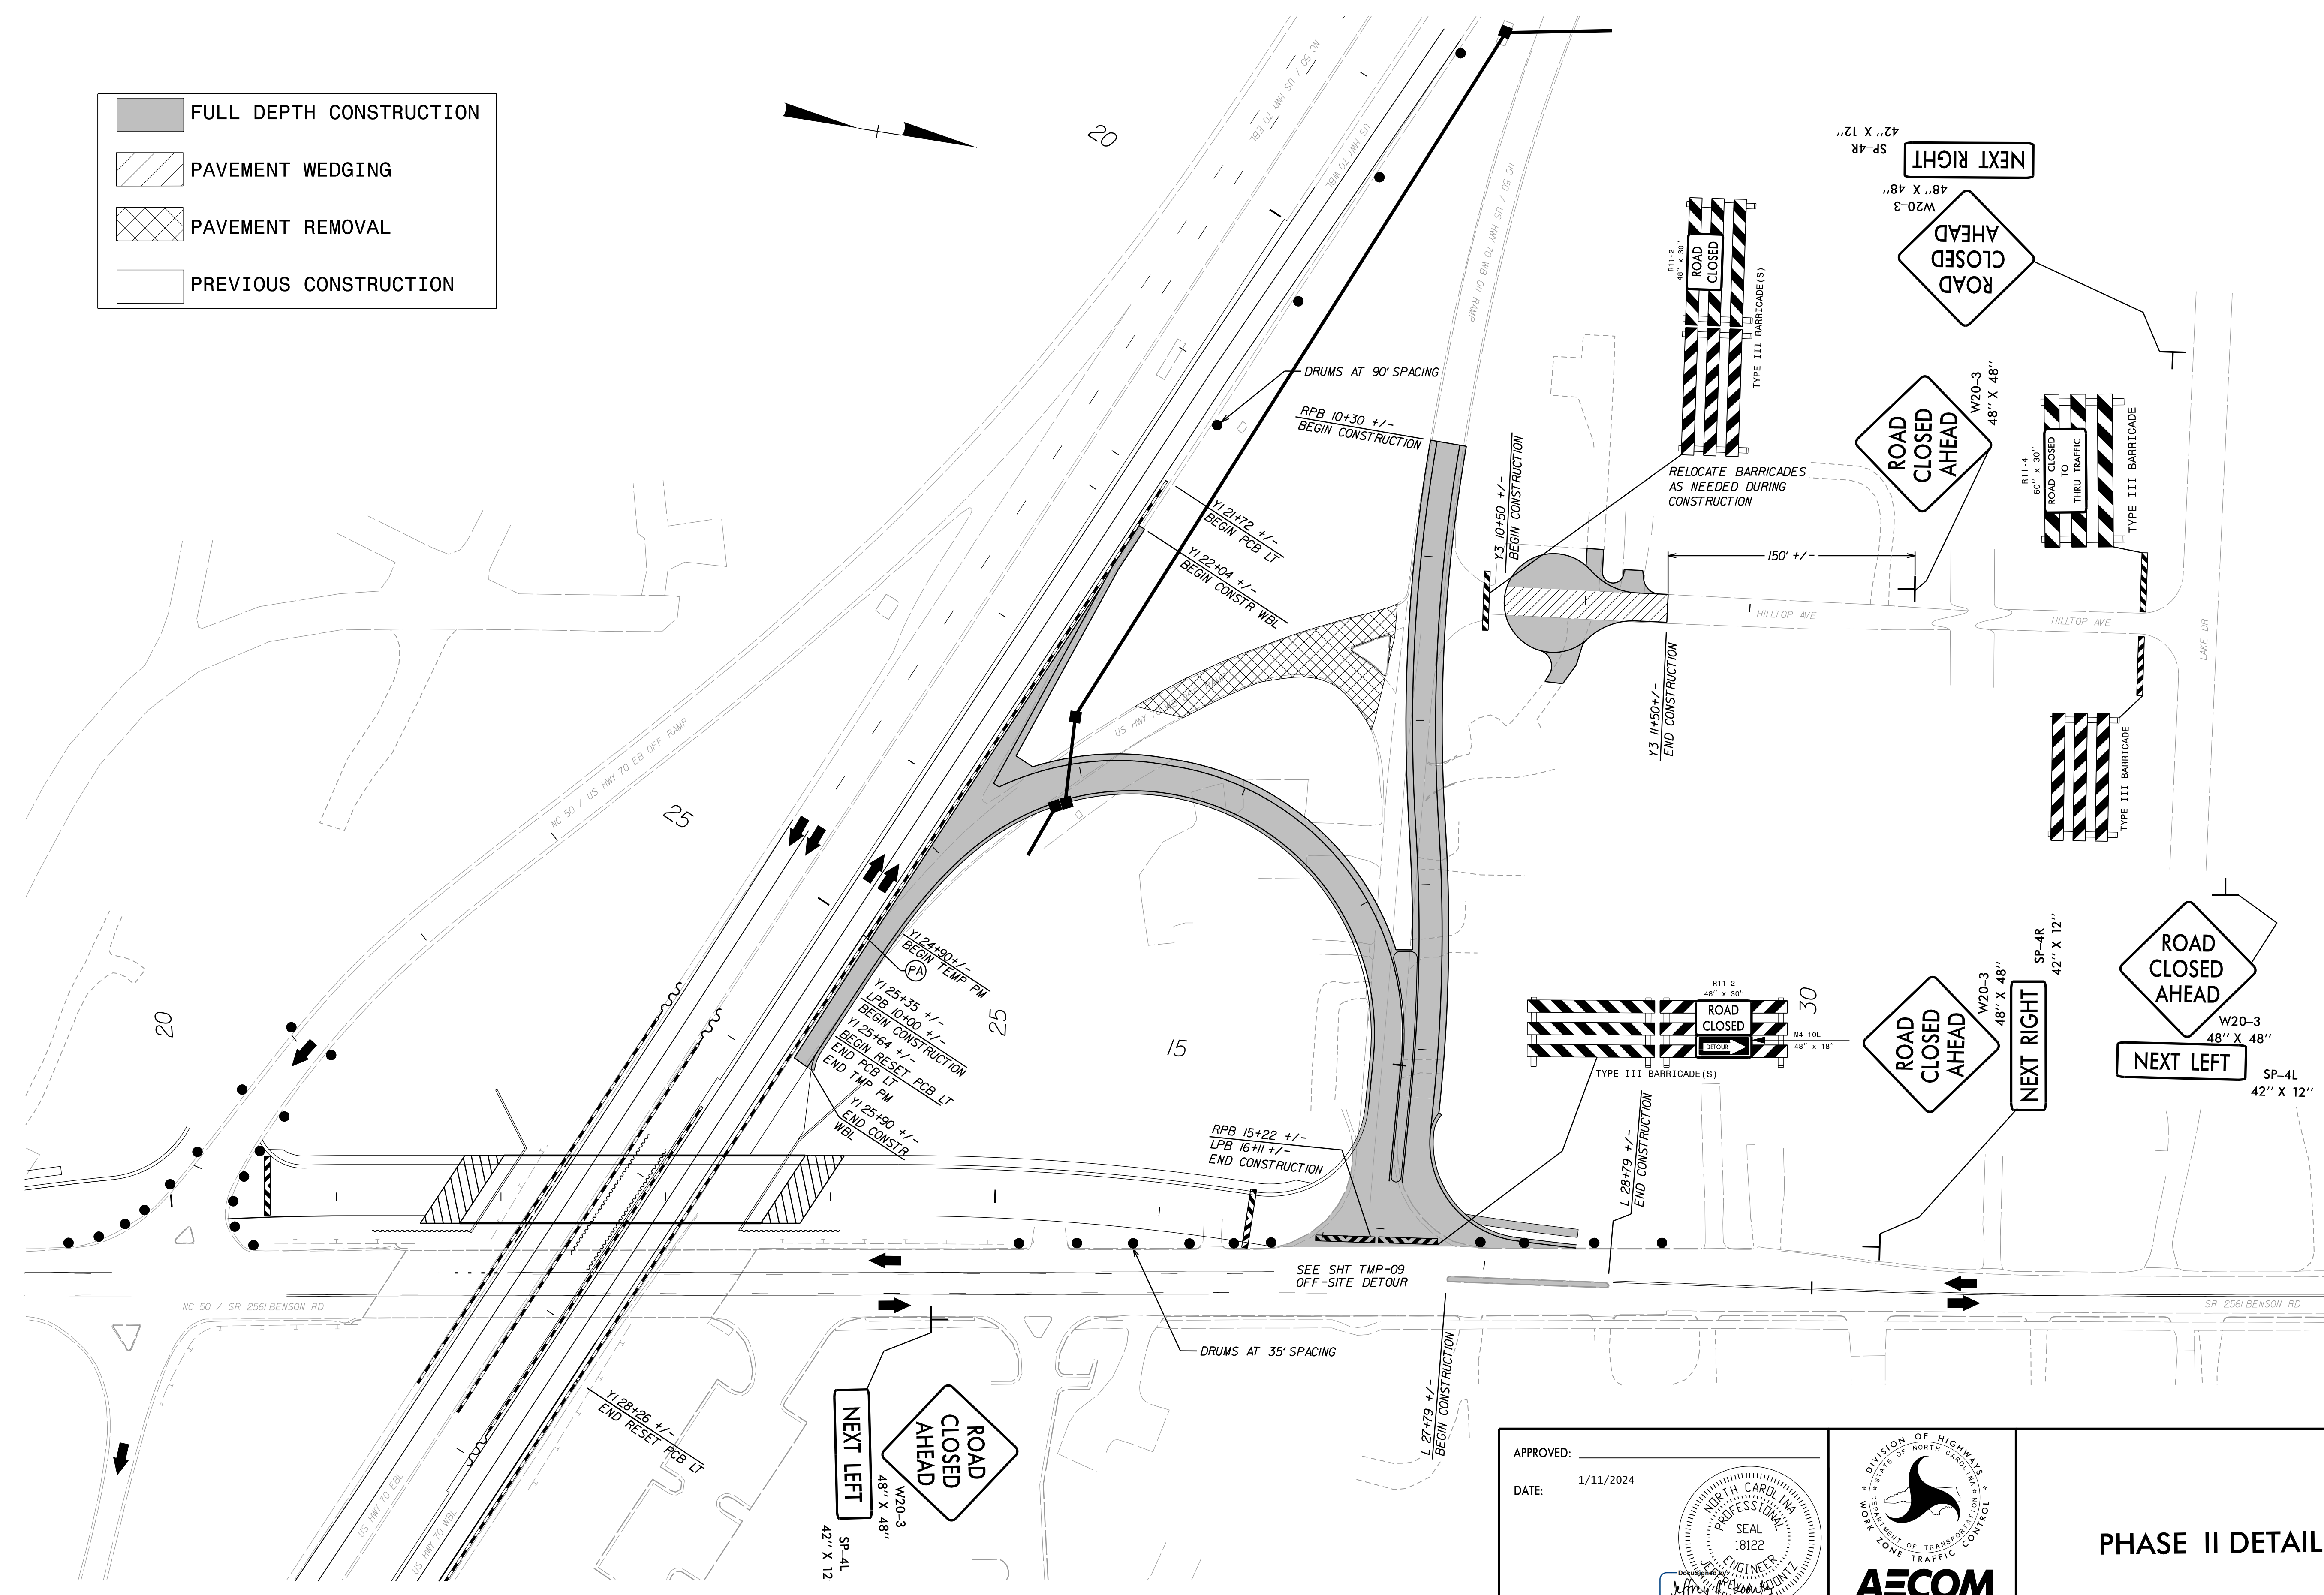 FULL DEPTH CONSTRUCTION
PAVEMENT WEDGING
PAVEMENT REMOVAL
PREVIOUS CONSTRUCTION
20
NC 50 / US HWY 70 EBL
US HWY 70 WBL
NC 50 / US HWY 70 WB ON RAMP
DRUMS AT 90' SPACING
RPB 10+30 +/-
BEGIN CONSTRUCTION
Y1 21+72 +/-
BEGIN PCB LT
Y1 22+04 +/-
BEGIN CONSTR WBL
Y3 10+50 +/-
BEGIN CONSTRUCTION
R11-2
48" x 30"
ROAD
CLOSED
TYPE III BARRICADE(S)
RELOCATE BARRICADES
AS NEEDED DURING
CONSTRUCTION
SP-4R
42" X 12"
NEXT RIGHT
W20-3
48" X 48"
ROAD
CLOSED
AHEAD
ROAD
CLOSED
AHEAD
W20-3
48" X 48"
R11-4
60" x 30"
ROAD CLOSED
TO
THRU TRAFFIC
TYPE III BARRICADE
150' +/-
HILLTOP AVE
HILLTOP AVE
LAKE DR
Y3 11+50+/-
END CONSTRUCTION
TYPE III BARRICADE
US HWY 70
NC 50 / US HWY 70 EB OFF RAMP
25
20
Y1 24+90+/-
BEGIN TEMP PM
PA
Y1 25+35 +/-
LPB 10+00 +/-
BEGIN CONSTRUCTION
Y1 25+64 +/-
BEGIN RESET PCB LT
END PCB LT
END TMP PM
Y1 25+90 +/-
END CONSTR
WBL
25
15
RPB 15+22 +/-
LPB 16+11 +/-
END CONSTRUCTION
R11-2
48" x 30"
ROAD
CLOSED
DETOUR
M4-10L
48" x 18"
TYPE III BARRICADE(S)
30
L 28+79 +/-
END CONSTRUCTION
ROAD
CLOSED
AHEAD
W20-3
48" X 48"
NEXT RIGHT
SP-4R
42" X 12"
ROAD
CLOSED
AHEAD
W20-3
48" X 48"
NEXT LEFT
SP-4L
42" X 12"
SEE SHT TMP-09
OFF-SITE DETOUR
NC 50 / SR 2561 BENSON RD
SR 2561 BENSON RD
DRUMS AT 35' SPACING
L 27+79 +/-
BEGIN CONSTRUCTION
Y1 28+26 +/-
END RESET PCB LT
US HWY 70 EBL
US HWY 70 WBL
NEXT LEFT
ROAD
CLOSED
AHEAD
W20-3
48" X 48"
SP-4L
42" X 12
APPROVED:
DATE: 1/11/2024
NORTH CAROLINA
PROFESSIONAL
SEAL
18122
ENGINEER
DIVISION OF HIGHWAYS
STATE OF NORTH CAROLINA
DEPARTMENT OF TRANSPORTATION
WORK ZONE TRAFFIC CONTROL
AECOM
PHASE II DETAIL